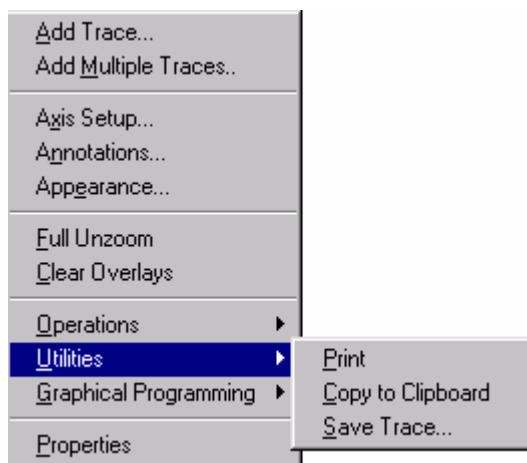 Add Trace...
Add Multiple Traces..
Axis Setup...
Annotations...
Appearance...
Full Unzoom
Clear Overlays
Operations
Utilities
Graphical Programming
Properties
Print
Copy to Clipboard
Save Trace...